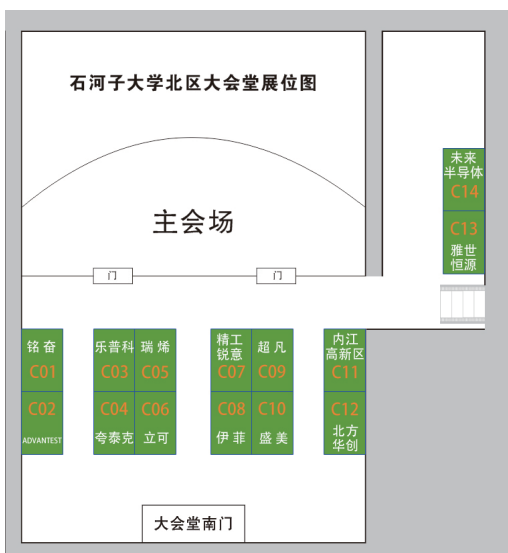 石河子大学北区大会堂展位图
未来
半导体
C14
主会场
C13
雅世
恒源
门
门
铭奋
C01
乐普科
C03
瑞烯
C05
精工
锐意
C07
超凡
C09
内江
高新区
C11
C02
ADVANTEST
C04
夸泰克
C06
立可
C08
伊菲
C10
盛美
C12
北方
华创
大会堂南门